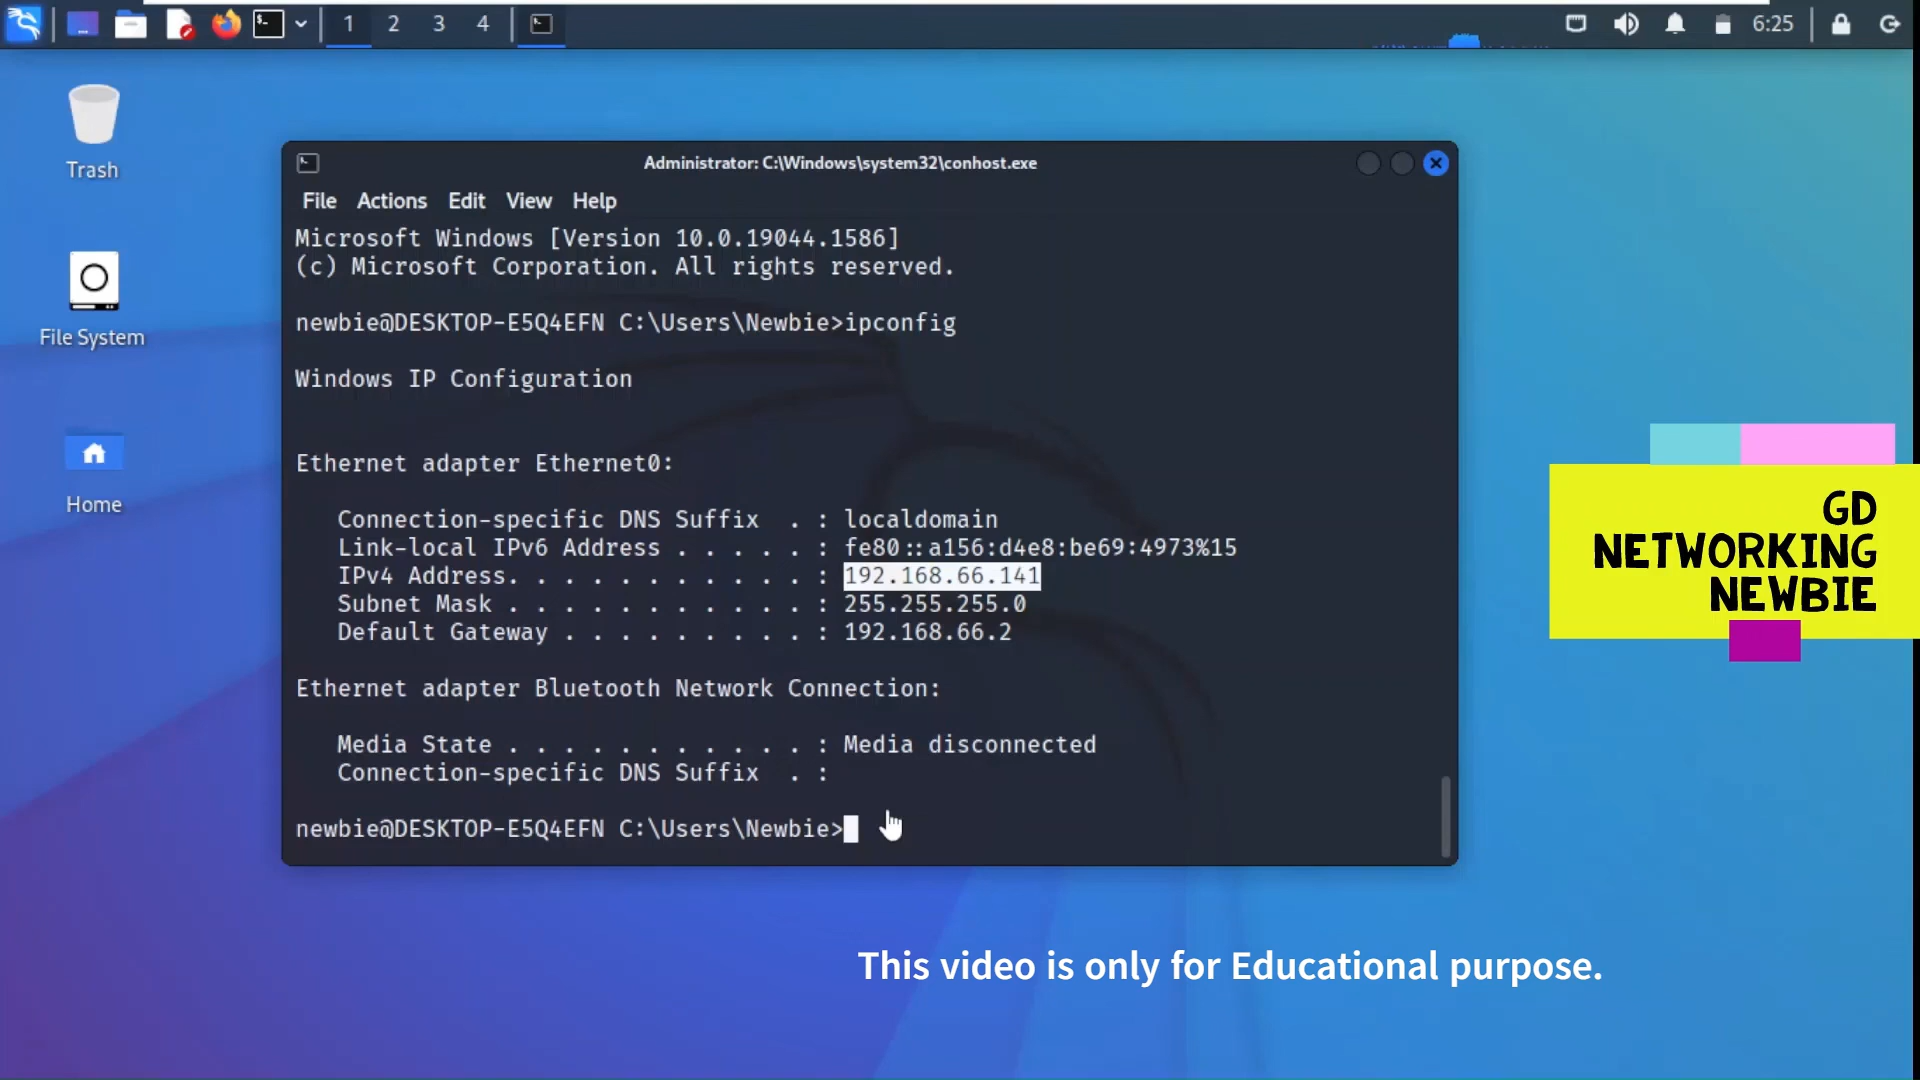 1 2 3 4
6:25
Trash
File System
Home
Administrator: C:\Windows\system32\conhost.exe
File Actions Edit View Help
Microsoft Windows [Version 10.0.19044.1586]
(c) Microsoft Corporation. All rights reserved.
newbie@DESKTOP-E5Q4EFN C:\Users\Newbie>ipconfig
Windows IP Configuration
Ethernet adapter Ethernet0:
Connection-specific DNS Suffix . : localdomain
Link-local IPv6 Address . . . . . : fe80::a156:d4e8:be69:4973%15
IPv4 Address. . . . . . . . . . . : 192.168.66.141
Subnet Mask . . . . . . . . . . . : 255.255.255.0
Default Gateway . . . . . . . . . : 192.168.66.2
Ethernet adapter Bluetooth Network Connection:
Media State . . . . . . . . . . . : Media disconnected
Connection-specific DNS Suffix . :
newbie@DESKTOP-E5Q4EFN C:\Users\Newbie>
GD
NETWORKING
NEWBIE
This video is only for Educational purpose.